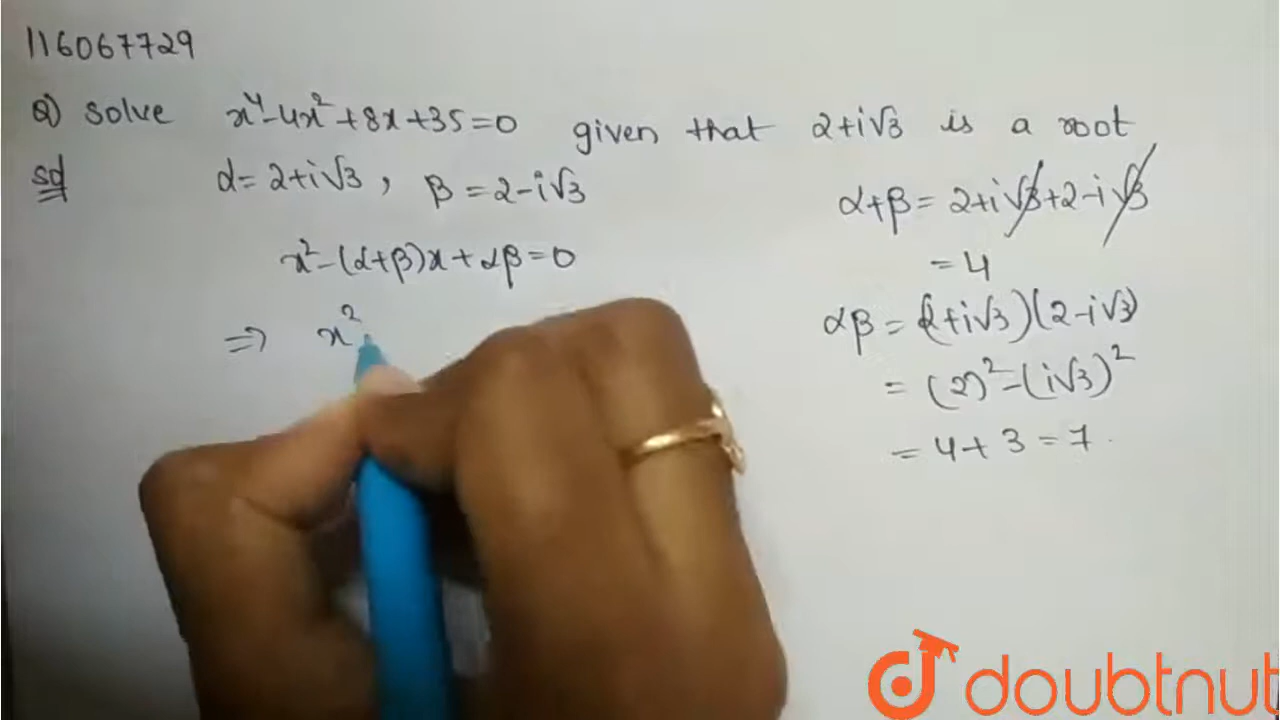 116067729
Q) Solve x⁴-4x²+8x+35=0 given that 2+i√3 is a root
Sol α=2+i√3, β=2-i√3
x²-(α+β)x+αβ=0
⇒ x²
α+β=2+i√3+2-i√3
=4
αβ=(2+i√3)(2-i√3)
=(2)²-(i√3)²
=4+3=7.
doubtnut